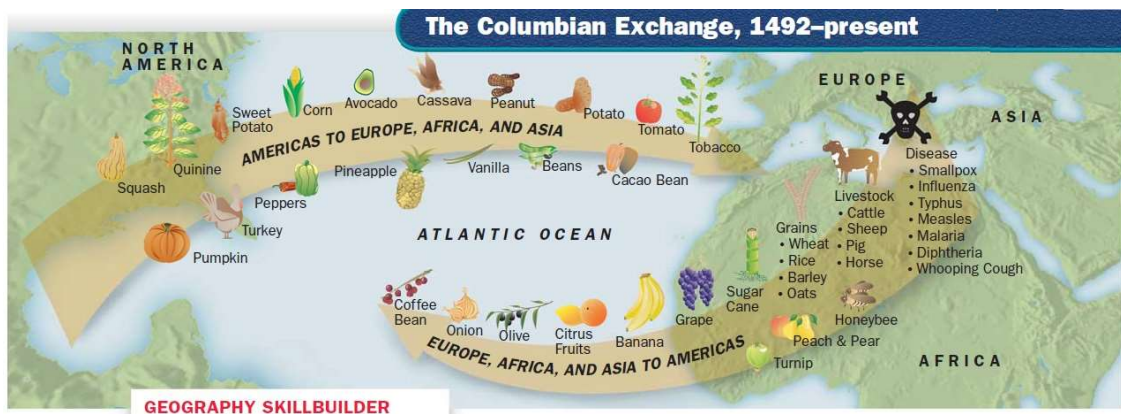 The Columbian Exchange, 1492–present
NORTH
AMERICA
EUROPE
ASIA
Sweet
Potato
Corn
Avocado
Cassava
Peanut
Potato
Tomato
Tobacco
AMERICAS TO EUROPE, AFRICA, AND ASIA
Squash
Quinine
Peppers
Pineapple
Vanilla
Beans
Cacao Bean
Turkey
Pumpkin
ATLANTIC OCEAN
Disease
• Smallpox
• Influenza
• Typhus
• Measles
• Malaria
• Diphtheria
• Whooping Cough
Livestock
• Cattle
• Sheep
• Pig
• Horse
Grains
• Wheat
• Rice
• Barley
• Oats
Coffee
Bean
Onion
Olive
Citrus
Fruits
Banana
Grape
Sugar
Cane
Honeybee
Peach & Pear
Turnip
EUROPE, AFRICA, AND ASIA TO AMERICAS
AFRICA
GEOGRAPHY SKILLBUILDER